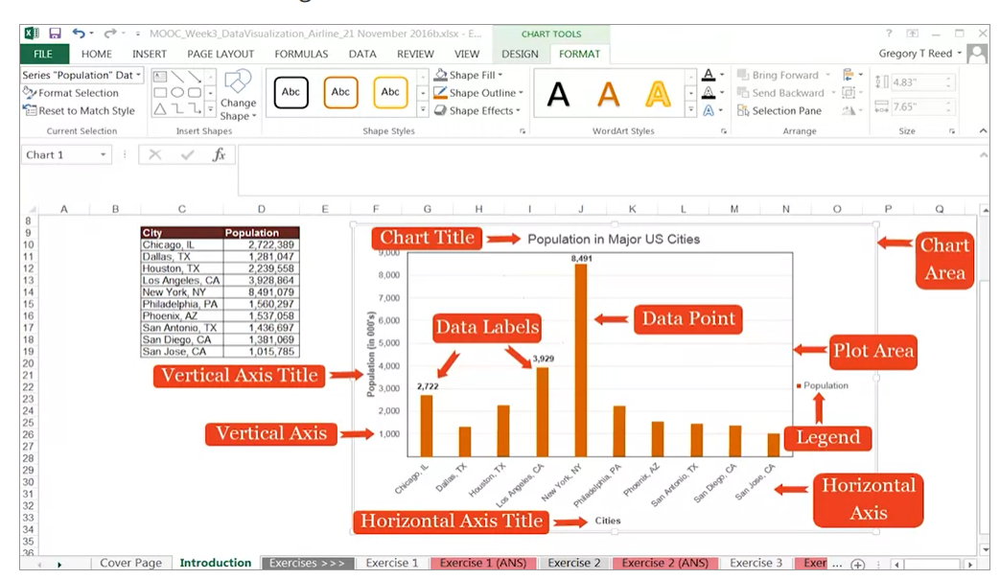 MOOC_Week3_DataVisualization_Airline_21 November 2016b.xlsx - E...
CHART TOOLS
?
FILE HOME INSERT PAGE LAYOUT FORMULAS DATA REVIEW VIEW DESIGN FORMAT Gregory T Reed
Series "Population" Dat
Format Selection
Reset to Match Style
Current Selection
Change
Shape
Insert Shapes
Abc Abc Abc
Shape Fill
Shape Outline
Shape Effects
Shape Styles
A A A
A
A
A
WordArt Styles
Bring Forward
Send Backward
Selection Pane
Arrange
4.83"
7.65"
Size
Chart 1
fx
A B C D E F G H I J K L M N O P Q
8
9 City Population
10 Chicago, IL 2,722,389
11 Dallas, TX 1,281,047
12 Houston, TX 2,239,558
13 Los Angeles, CA 3,928,864
14 New York, NY 8,491,079
15 Philadelphia, PA 1,560,297
16 Phoenix, AZ 1,537,058
17 San Antonio, TX 1,436,697
18 San Diego, CA 1,381,069
19 San Jose, CA 1,015,785
20
21
22
23
24
25
26
27
28
29
30
31
32
33
34
35
36
Chart Title
Population in Major US Cities
Chart
Area
9,000
8,000
7,000
6,000
5,000
4,000
3,000
2,000
1,000
Population (in 000's)
8,491
3,929
2,722
Data Labels
Data Point
Plot Area
Vertical Axis Title
Population
Vertical Axis
Legend
Chicago, IL
Dallas, TX
Houston, TX
Los Angeles, CA
New York, NY
Philadelphia, PA
Phoenix, AZ
San Antonio, TX
San Diego, CA
San Jose, CA
Horizontal
Axis
Horizontal Axis Title
Cities
Cover Page Introduction Exercises >>> Exercise 1 Exercise 1 (ANS) Exercise 2 Exercise 2 (ANS) Exercise 3 Exer ...